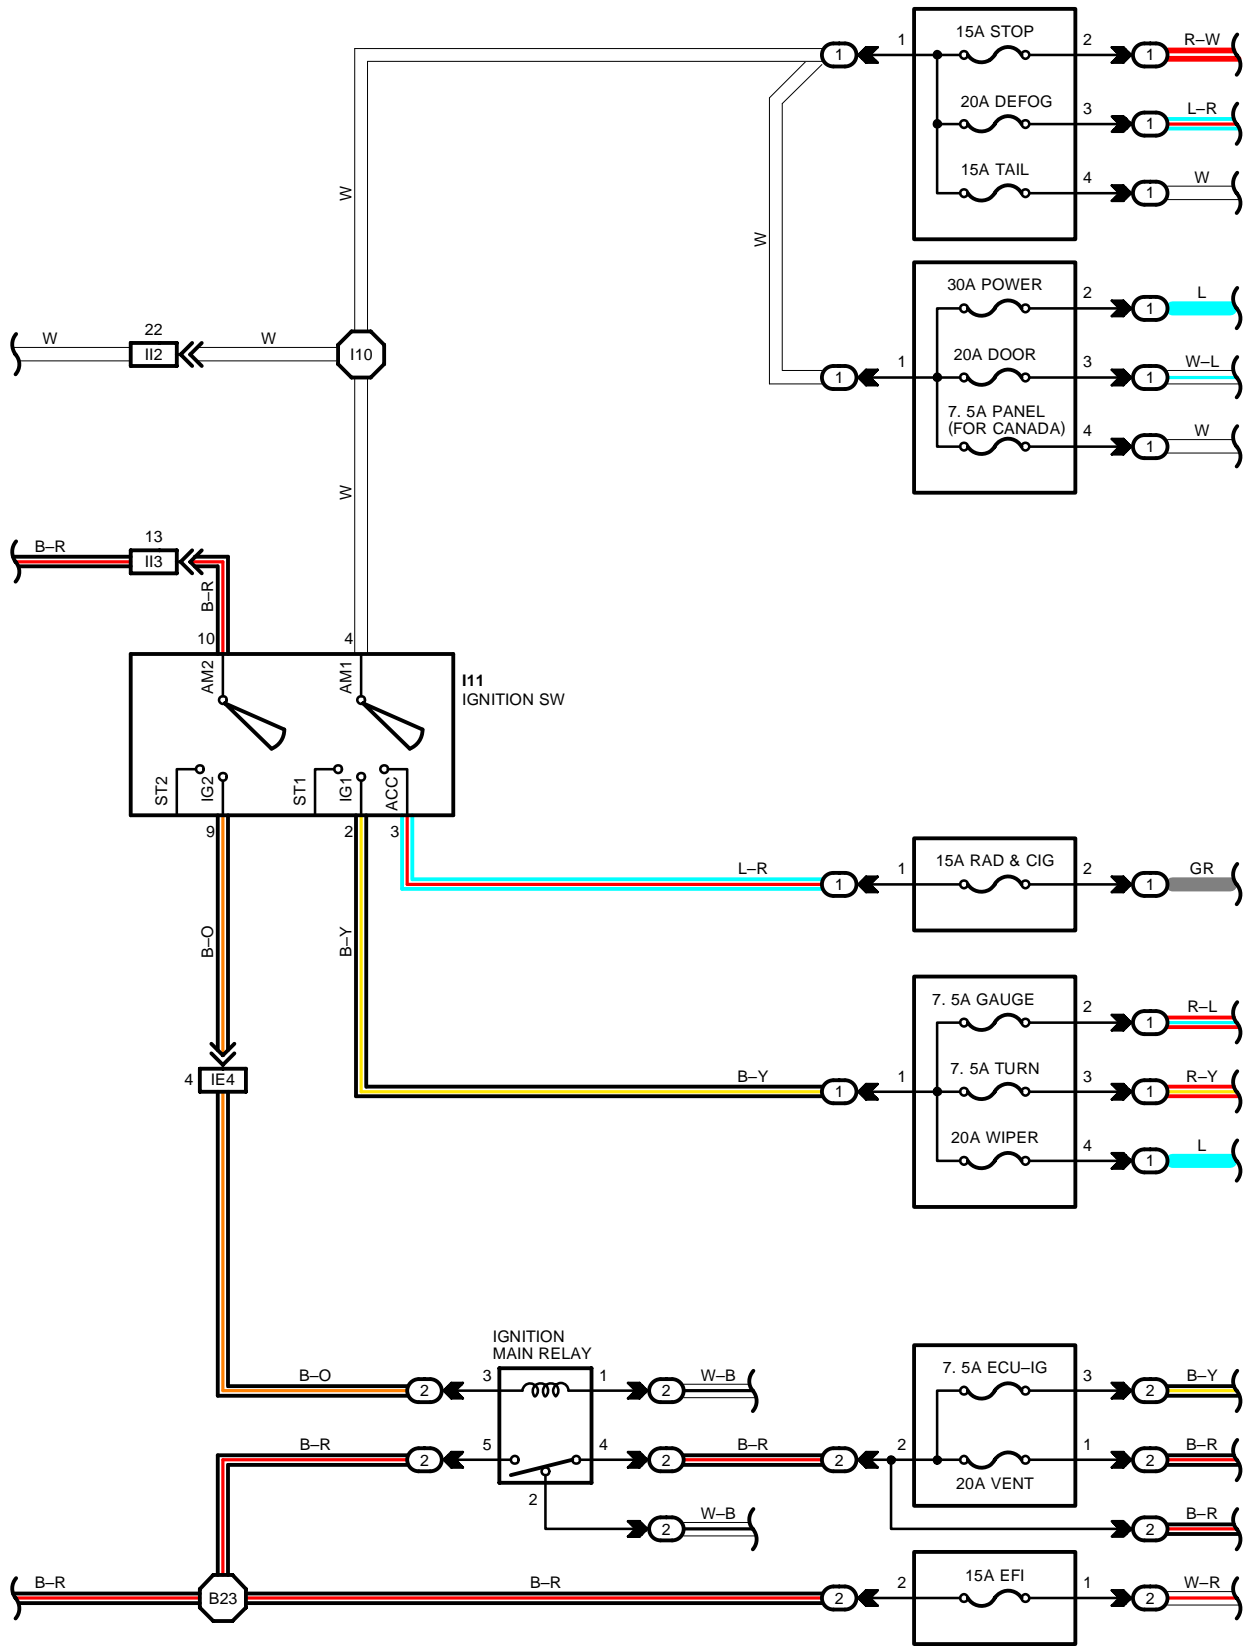 15A STOP
1
1
2
1
R–W
20A DEFOG
3
1
L–R
15A TAIL
4
1
W
W
W
30A POWER
2
1
L
W
22
II2
W
I10
20A DOOR
1
1
3
1
W–L
7. 5A PANEL
(FOR CANADA)
4
1
W
W
B–R
13
II3
B–R
10
4
AM2
AM1
I11
IGNITION SW
ST2
IG2
ST1
IG1
ACC
9
2
3
L–R
1
1
15A RAD & CIG
2
1
GR
B–O
B–Y
7. 5A GAUGE
2
1
R–L
4
IE4
B–Y
1
1
7. 5A TURN
3
1
R–Y
20A WIPER
4
1
L
IGNITION
MAIN RELAY
B–O
2
3
1
2
W–B
7. 5A ECU–IG
3
2
B–Y
B–R
2
5
4
2
B–R
2
2
20A VENT
1
2
B–R
2
2
W–B
2
B–R
B–R
B23
B–R
2
2
15A EFI
1
2
W–R